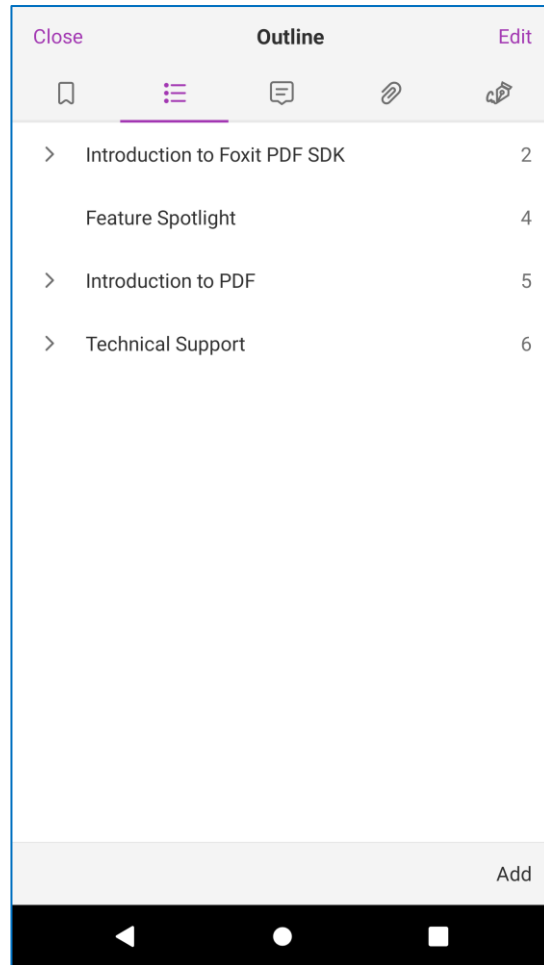 Close Outline Edit
Introduction to Foxit PDF SDK 2
Feature Spotlight 4
Introduction to PDF 5
Technical Support 6
Add